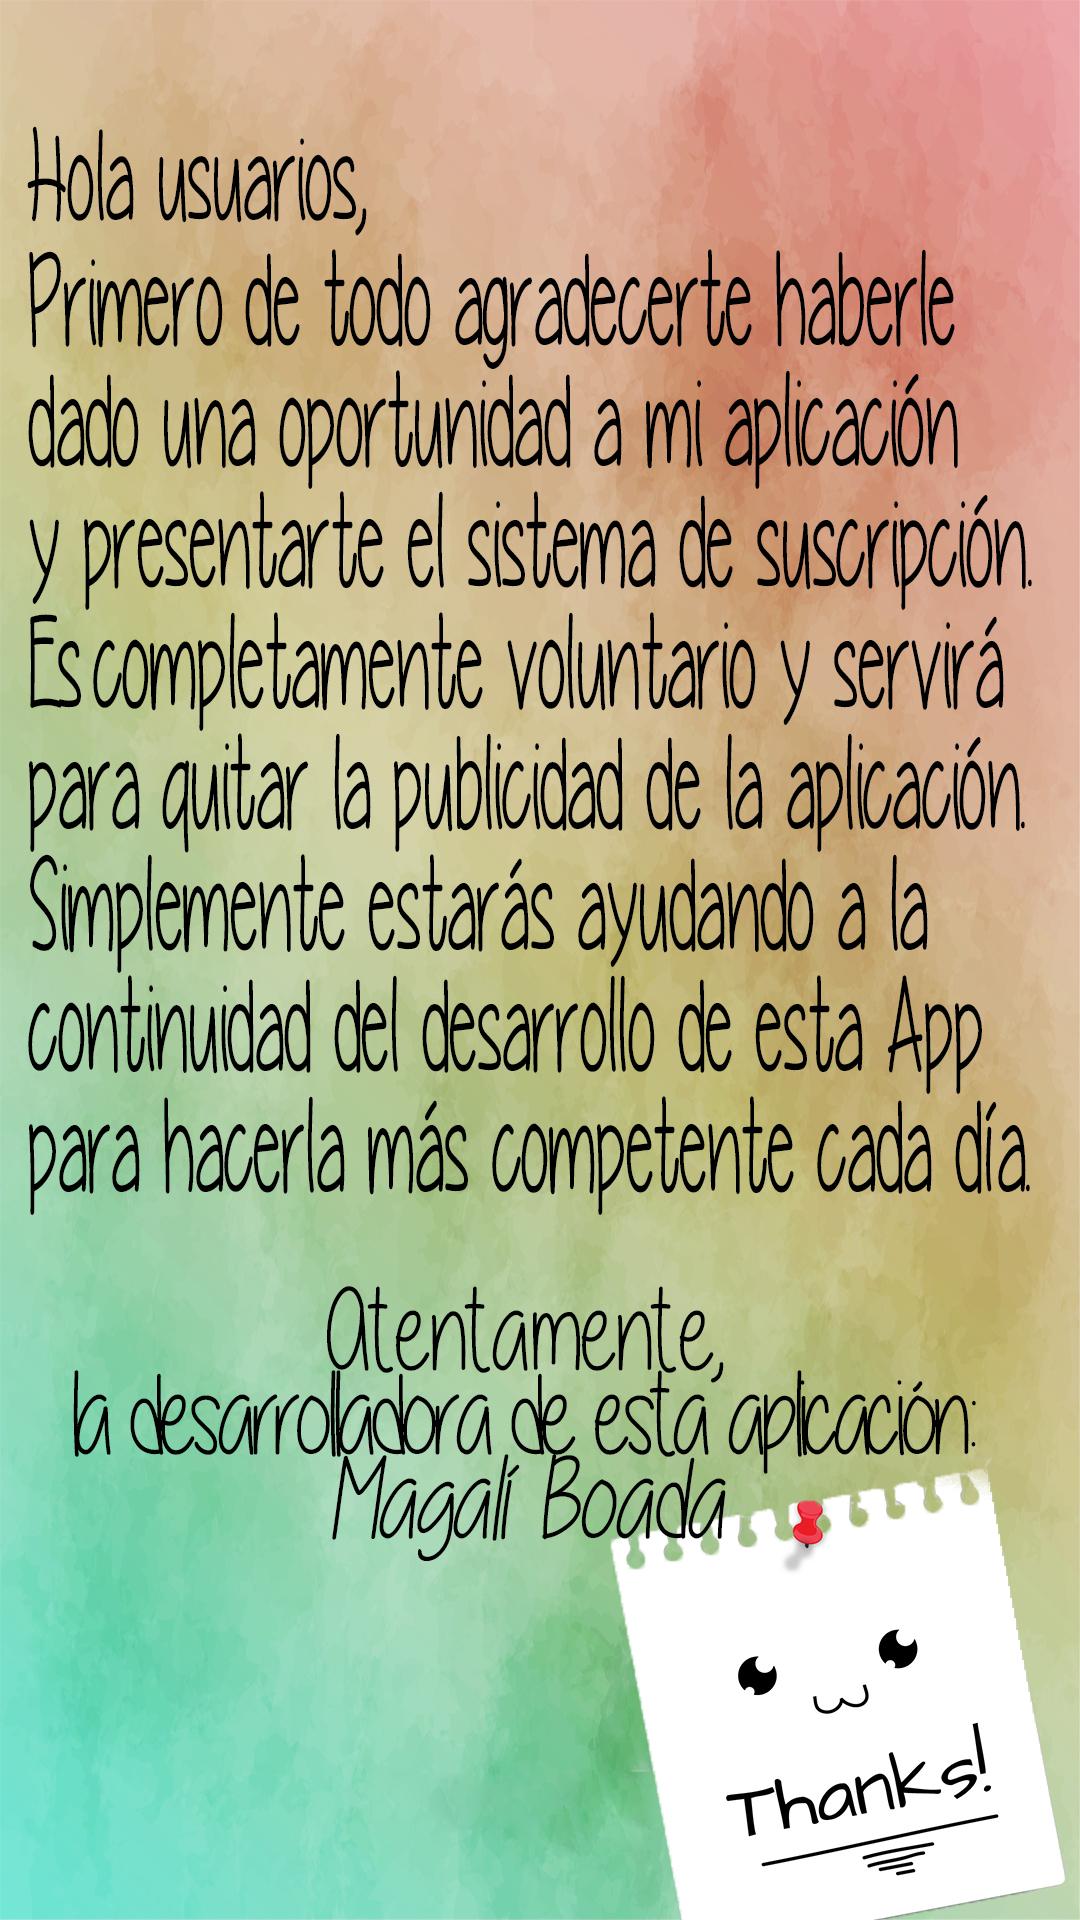 Hola usuarios,
Primero de todo agradecerte haberle
dado una oportunidad a mi aplicación
y presentarte el sistema de suscripción.
Es completamente voluntario y servirá
para quitar la publicidad de la aplicación.
Simplemente estarás ayudando a la
continuidad del desarrollo de esta App
para hacerla más competente cada día.
Atentamente,
la desarrolladora de esta aplicación:
Magalí Boada
Thanks!